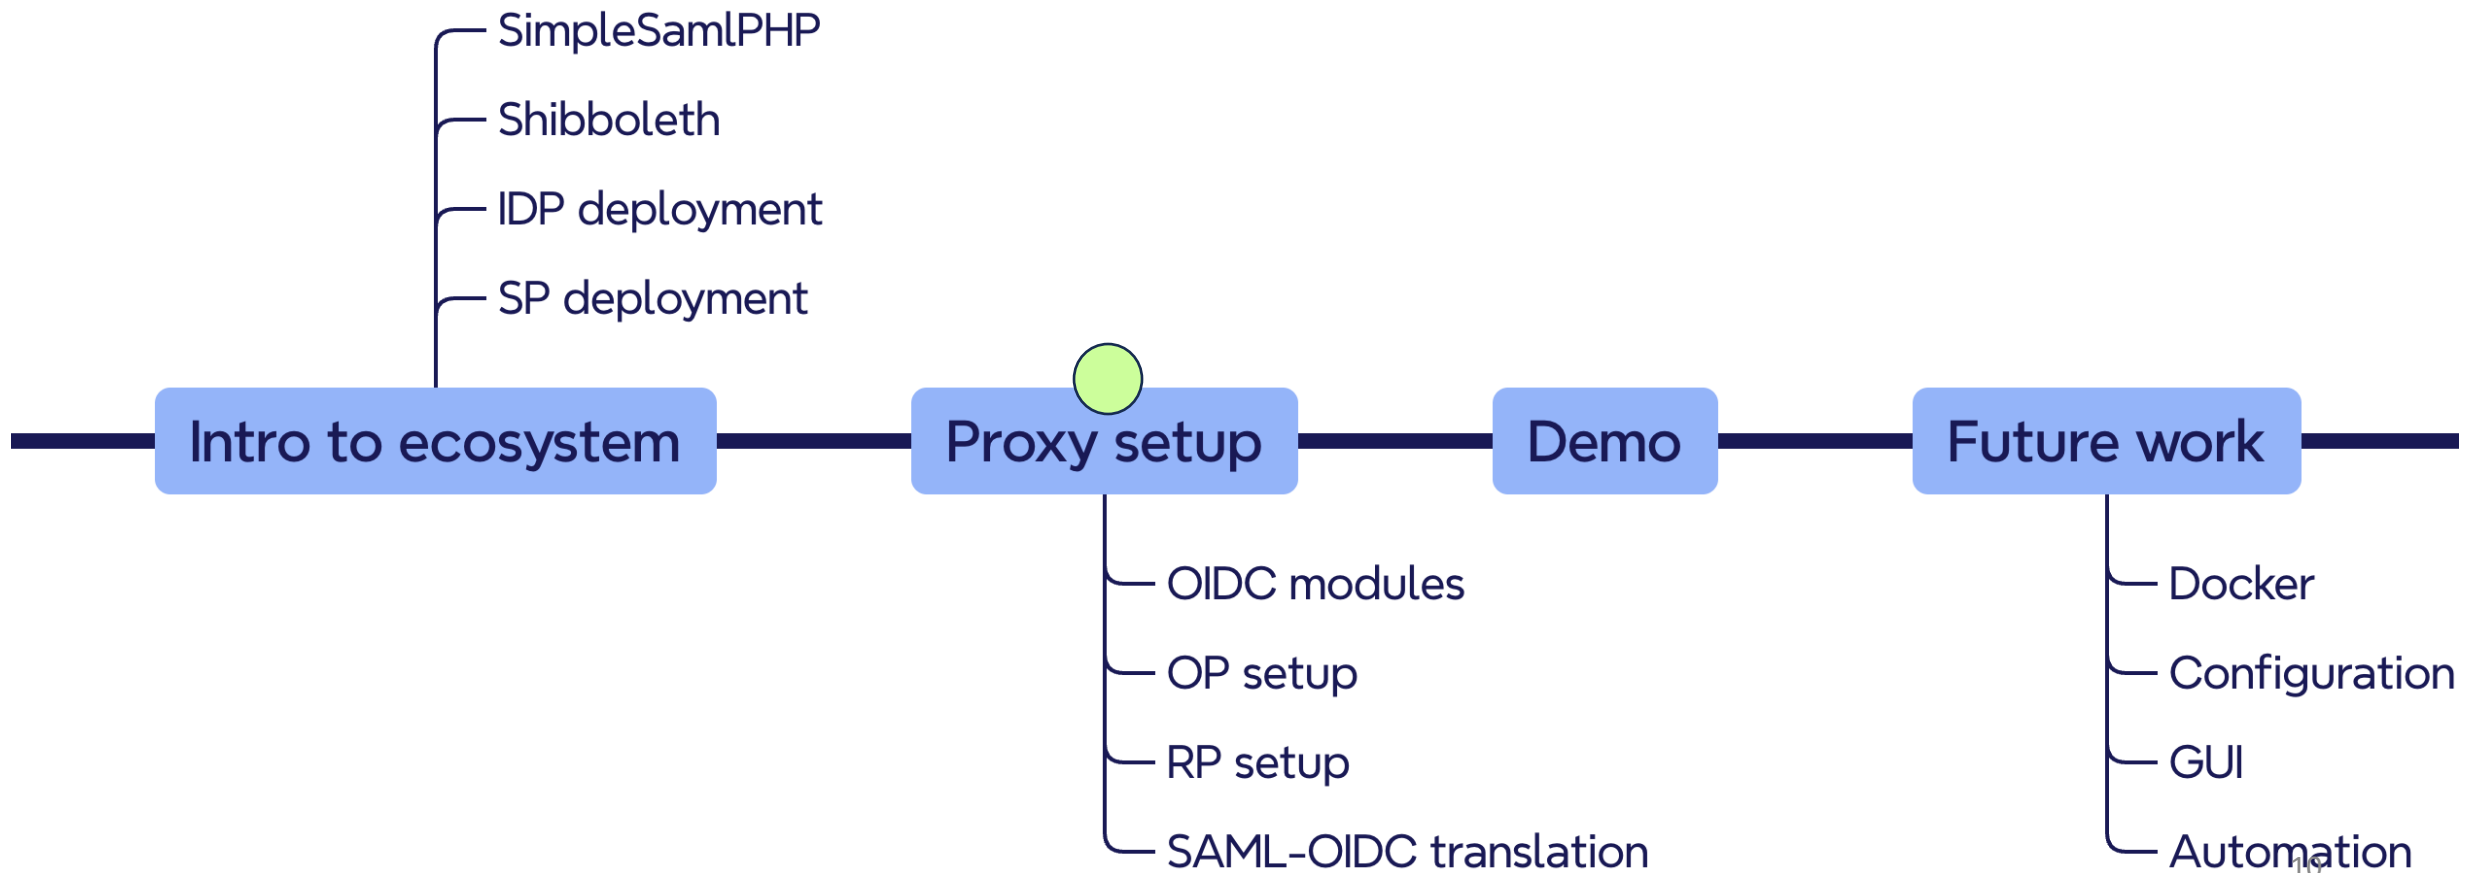 SimpleSamlPHP
Shibboleth
IDP deployment
SP deployment
Intro to ecosystem
Proxy setup
Demo
Future work
OIDC modules
OP setup
RP setup
SAML-OIDC translation
Docker
Configuration
GUI
Automation
10